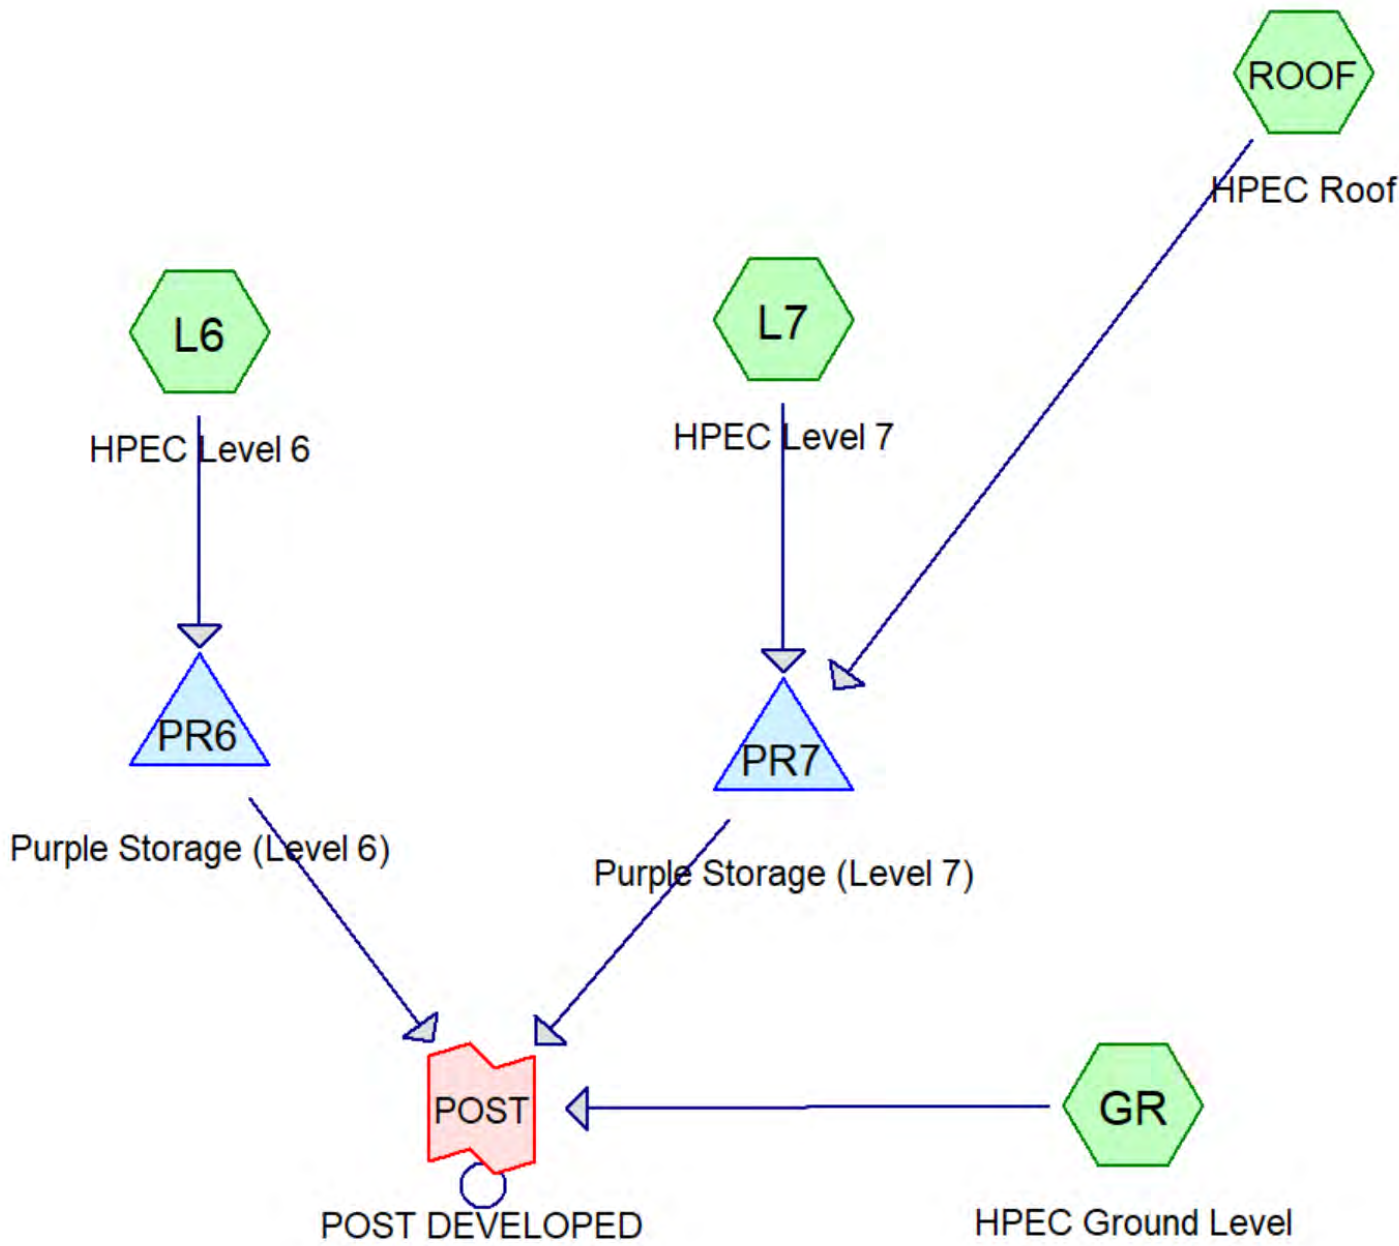 ROOF
HPEC Roof
L6
L7
HPEC Level 6
HPEC Level 7
PR6
PR7
Purple Storage (Level 6)
Purple Storage (Level 7)
POST
GR
POST DEVELOPED
HPEC Ground Level